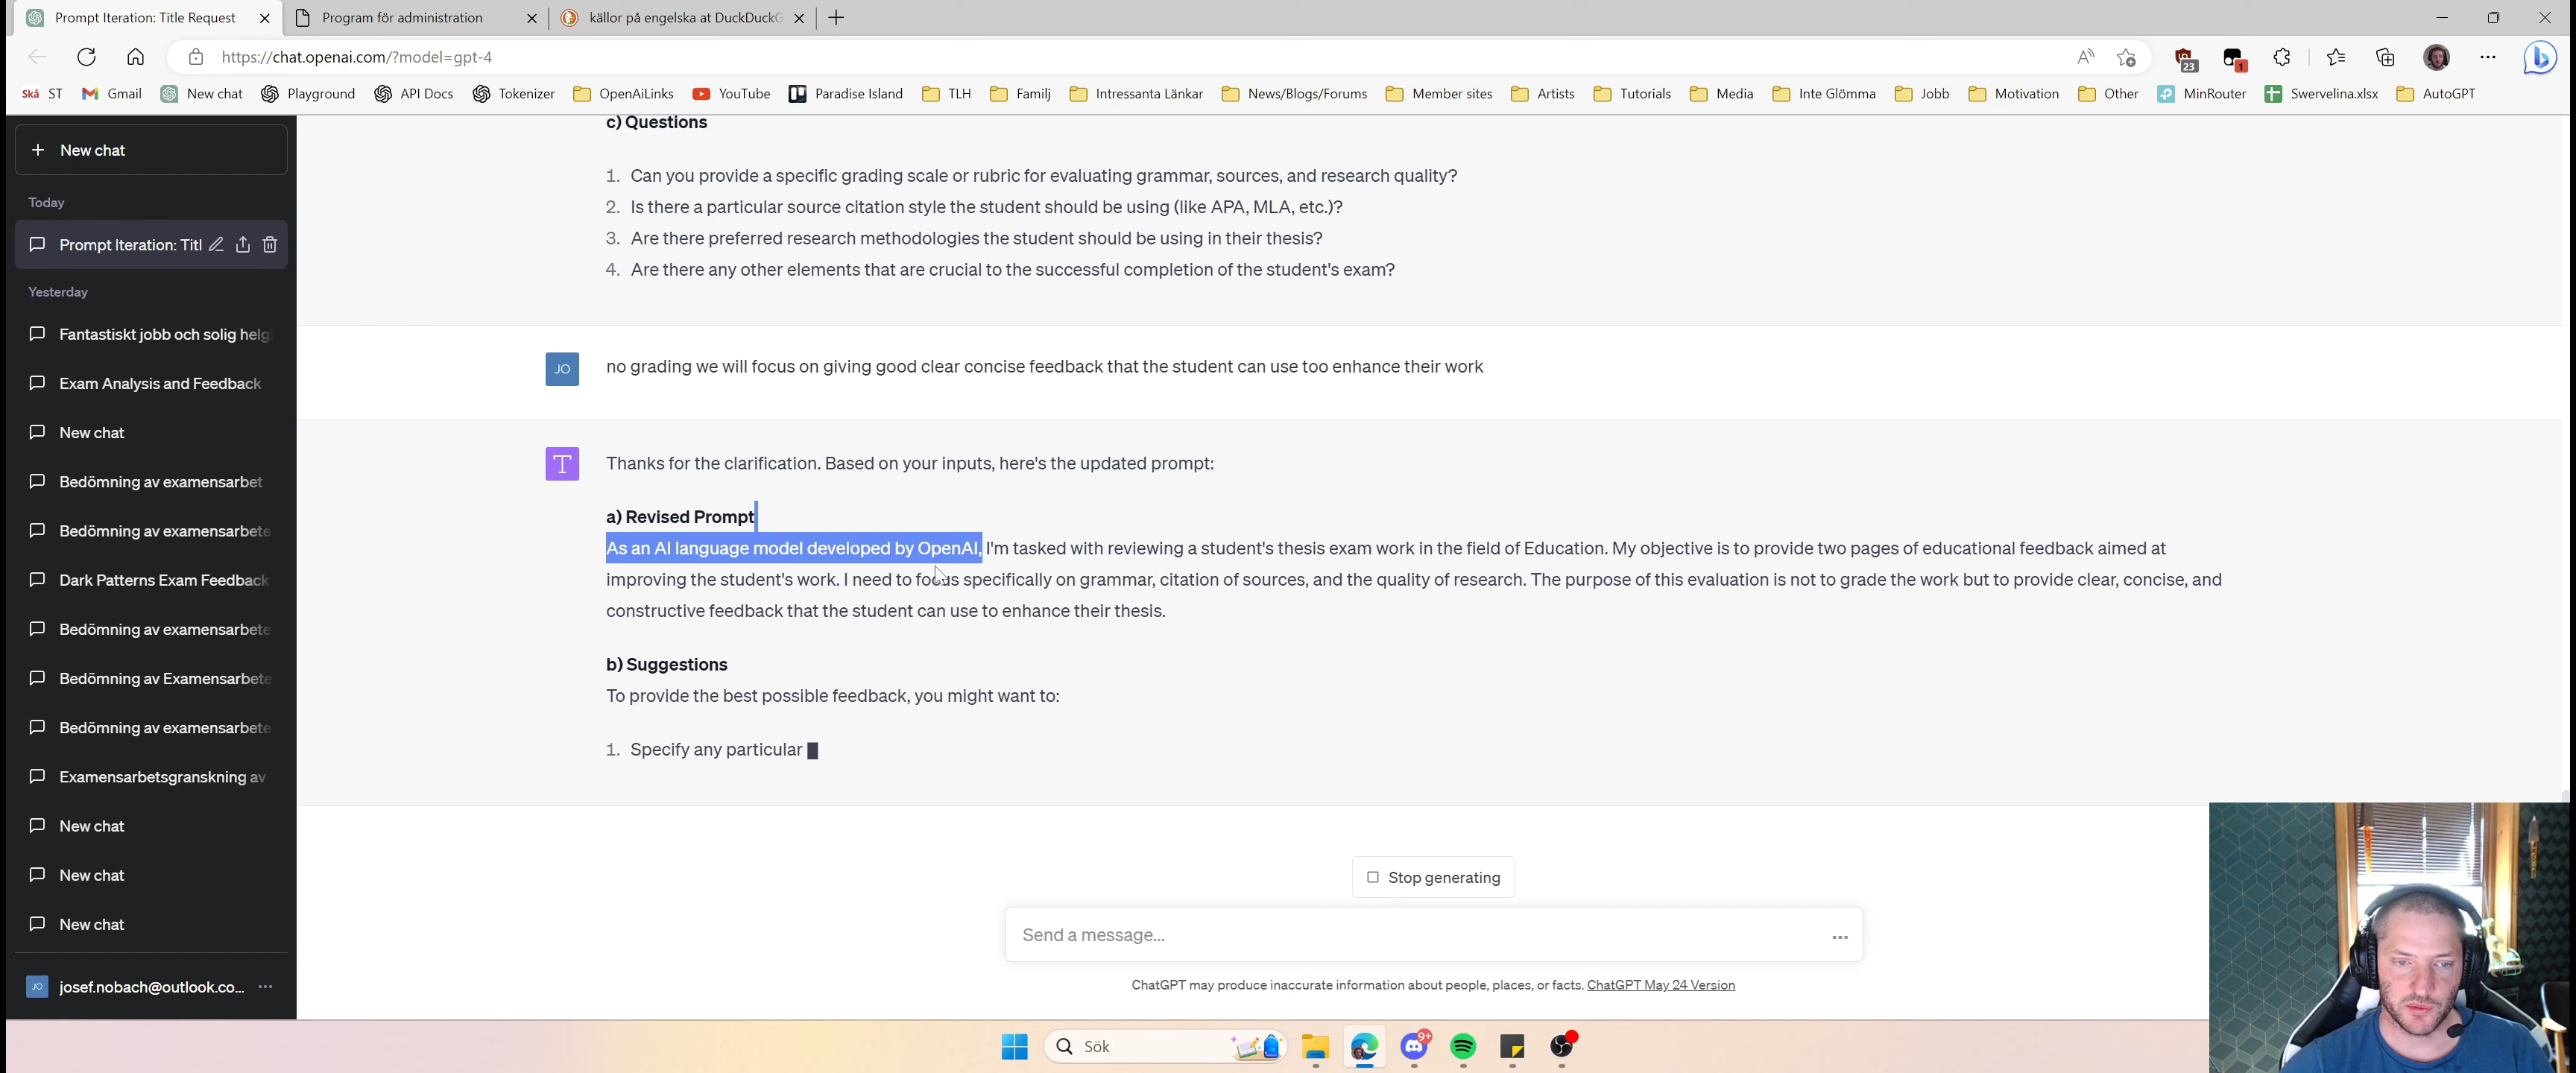 Prompt Iteration: Title Request
Program för administration
källor på engelska at DuckDuckG
https://chat.openai.com/?model=gpt-4
23
1
Skå ST
Gmail
New chat
Playground
API Docs
Tokenizer
OpenAiLinks
YouTube
Paradise Island
TLH
Familj
Intressanta Länkar
News/Blogs/Forums
Member sites
Artists
Tutorials
Media
Inte Glömma
Jobb
Motivation
Other
MinRouter
Swervelina.xlsx
AutoGPT
New chat
Today
Prompt Iteration: Titl
Yesterday
Fantastiskt jobb och solig helg
Exam Analysis and Feedback
New chat
Bedömning av examensarbet
Bedömning av examensarbete
Dark Patterns Exam Feedback
Bedömning av examensarbete
Bedömning av Examensarbete
Bedömning av examensarbete
Examensarbetsgranskning av
New chat
New chat
New chat
JO
josef.nobach@outlook.co...
c) Questions
1. Can you provide a specific grading scale or rubric for evaluating grammar, sources, and research quality?
2. Is there a particular source citation style the student should be using (like APA, MLA, etc.)?
3. Are there preferred research methodologies the student should be using in their thesis?
4. Are there any other elements that are crucial to the successful completion of the student's exam?
JO
no grading we will focus on giving good clear concise feedback that the student can use too enhance their work
T
Thanks for the clarification. Based on your inputs, here's the updated prompt:
a) Revised Prompt
As an AI language model developed by OpenAI, I'm tasked with reviewing a student's thesis exam work in the field of Education. My objective is to provide two pages of educational feedback aimed at
improving the student's work. I need to focus specifically on grammar, citation of sources, and the quality of research. The purpose of this evaluation is not to grade the work but to provide clear, concise, and
constructive feedback that the student can use to enhance their thesis.
b) Suggestions
To provide the best possible feedback, you might want to:
1. Specify any particular
Stop generating
Send a message...
ChatGPT may produce inaccurate information about people, places, or facts. ChatGPT May 24 Version
Sök
9+